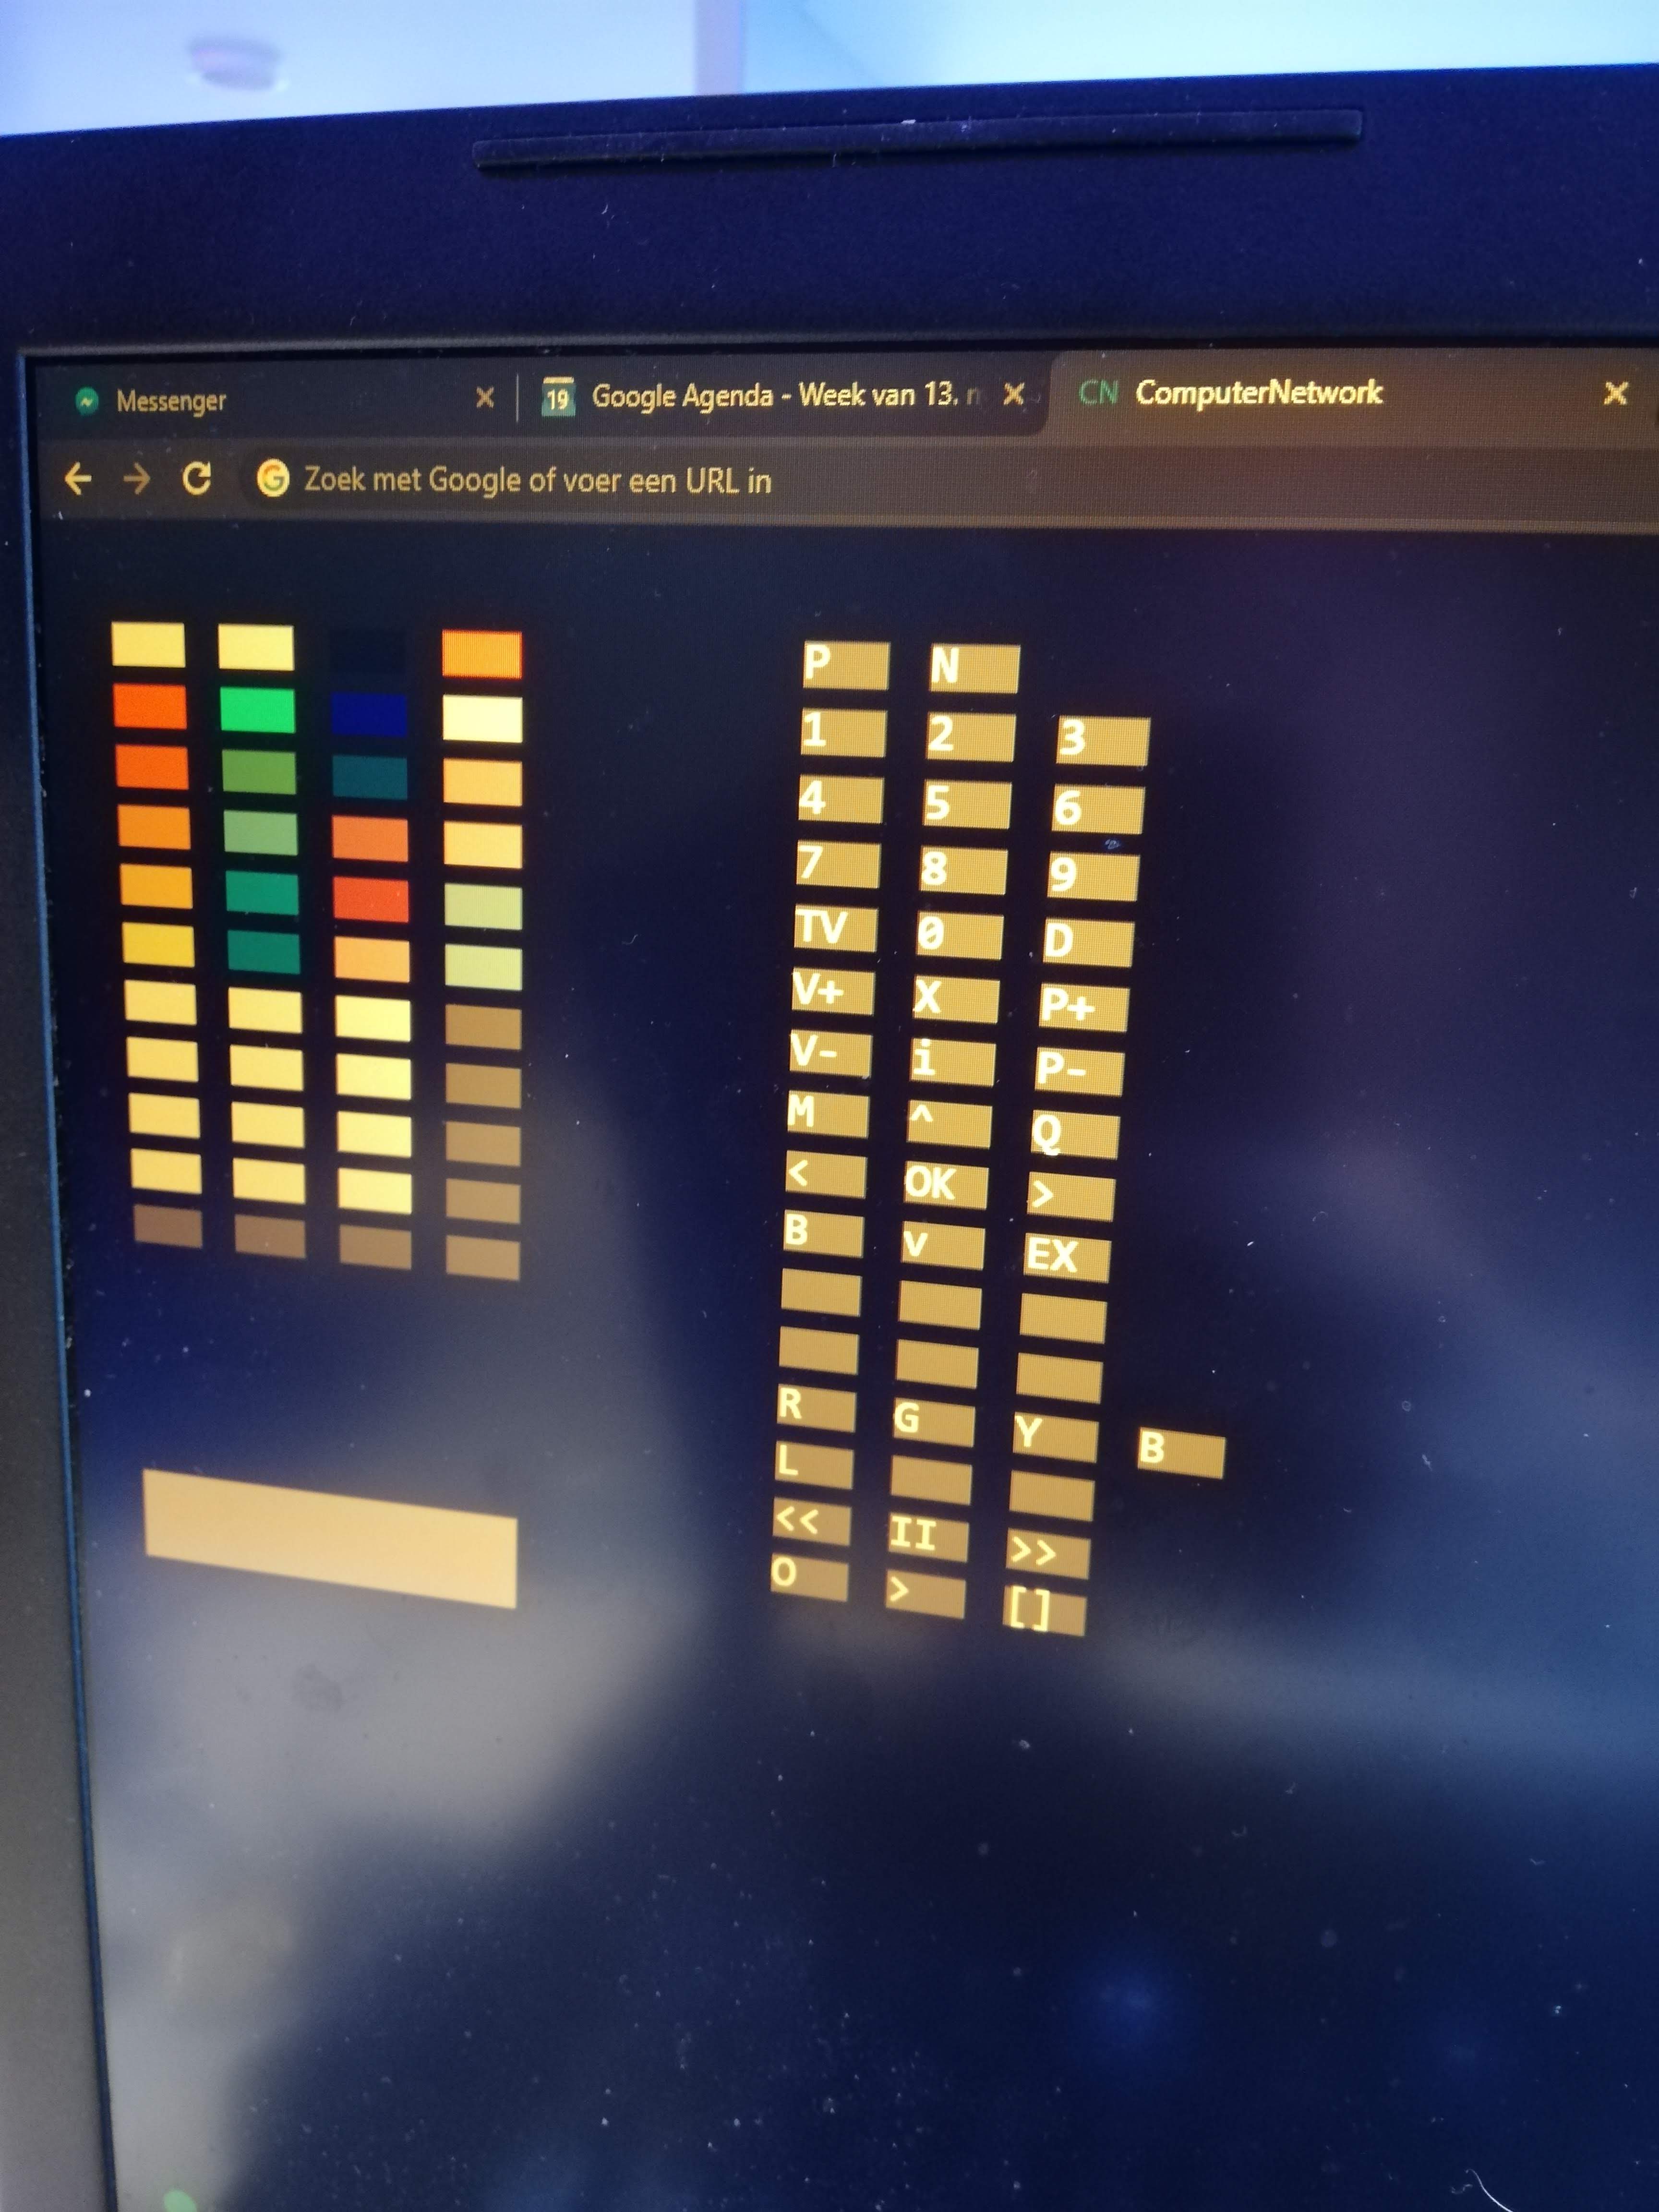 Messenger
19 Google Agenda - Week van 13. n
CN ComputerNetwork
G Zoek met Google of voer een URL in
P N
1 2 3
4 5 6
7 8 9
TV 0 D
V+ X P+
V- i P-
M ^ Q
< OK >
B v EX
R G Y B
L
<< II >>
O > []